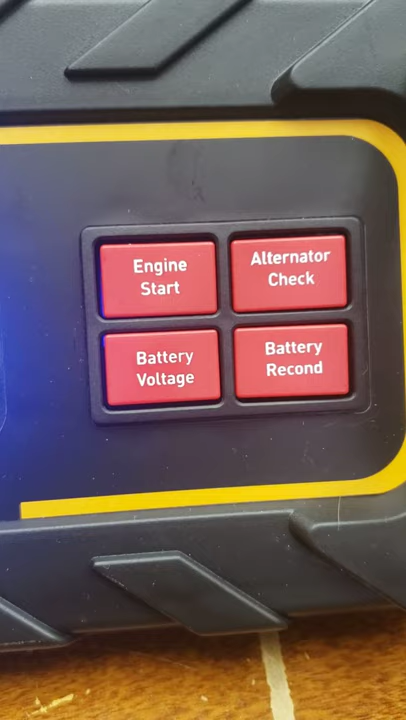 Engine
Start
Alternator
Check
Battery
Voltage
Battery
Recond